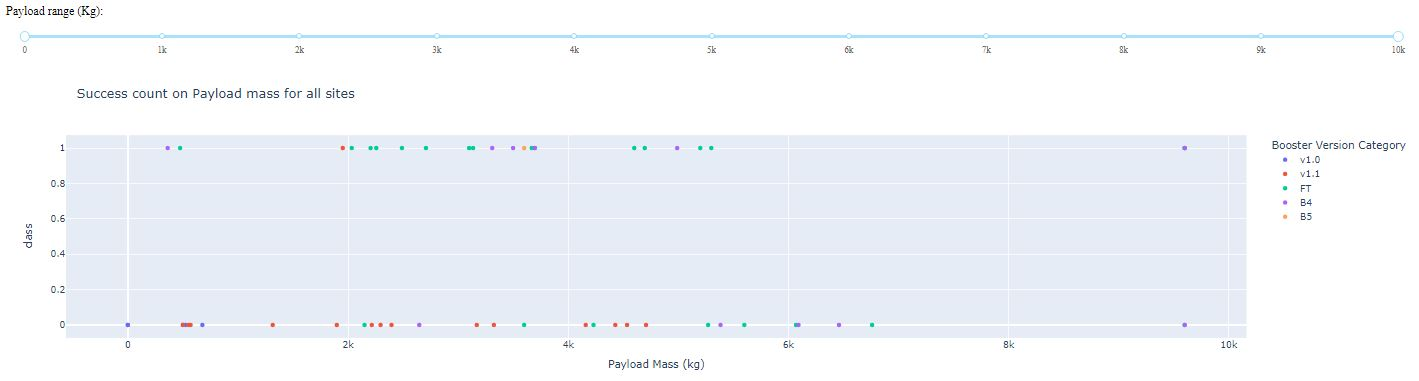 Payload range (Kg):
0 1k 2k 3k 4k 5k 6k 7k 8k 9k 10k
Success count on Payload mass for all sites
1
0.8
0.6
0.4
0.2
0
class
0 2k 4k 6k 8k 10k
Payload Mass (kg)
Booster Version Category
v1.0
v1.1
FT
B4
B5